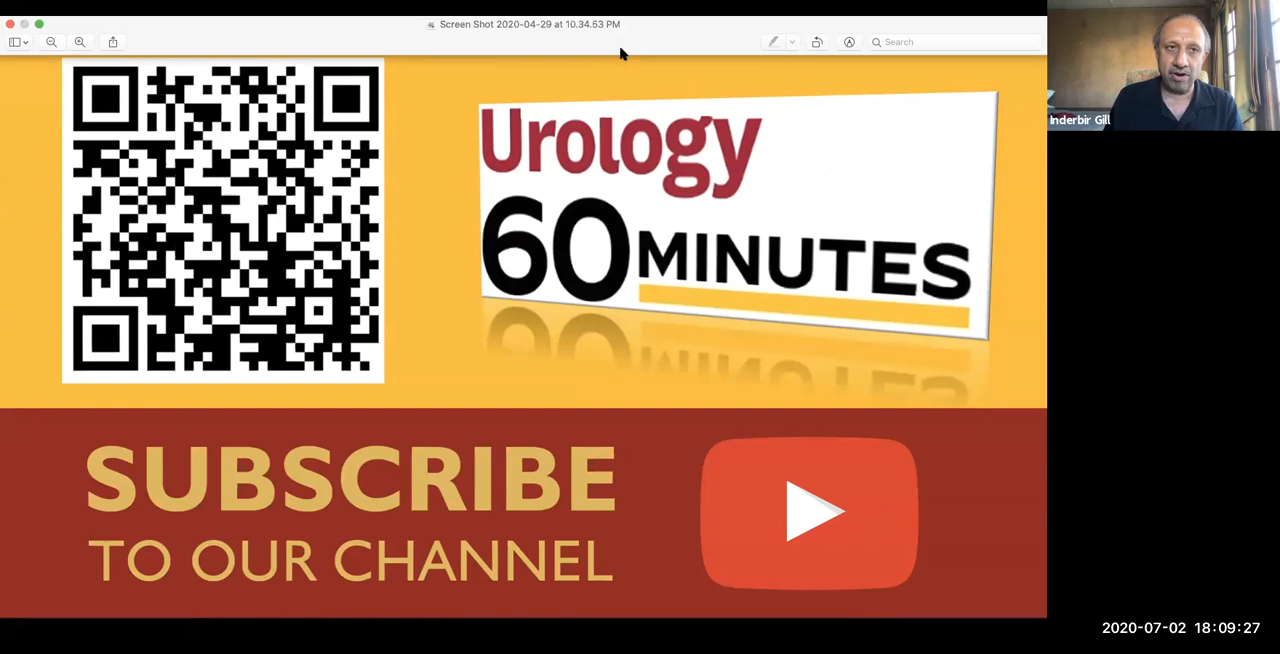 Screen Shot 2020-04-29 at 10.34.53 PM
Search
Inderbir Gill
Urology
60 MINUTES
SUBSCRIBE
TO OUR CHANNEL
2020-07-02 18:09:27